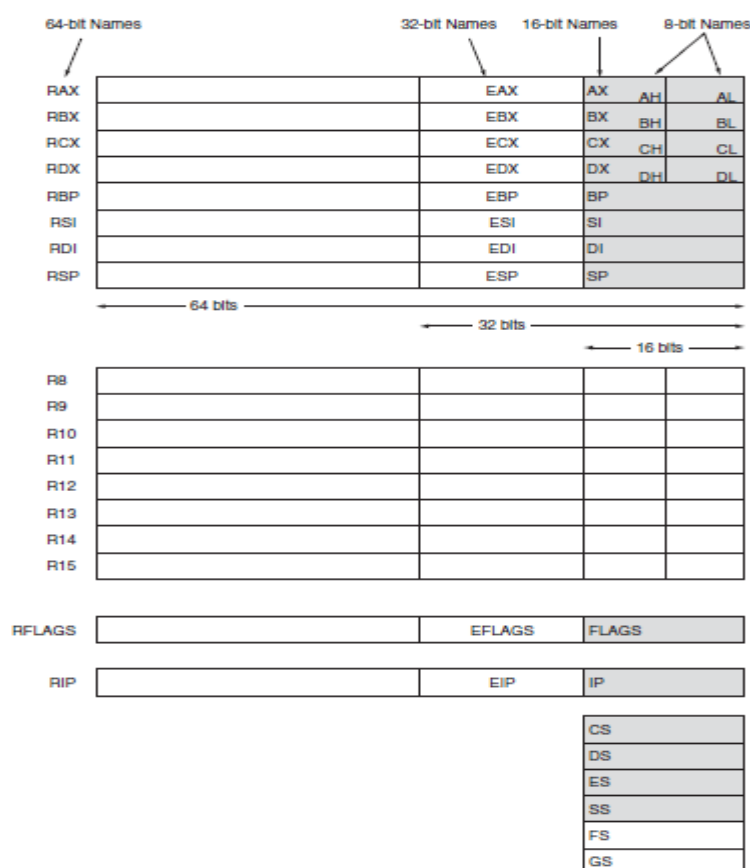 64-bit Names 32-bit Names 16-bit Names 8-bit Names
RAX EAX AX AH AL
RBX EBX BX BH BL
RCX ECX CX CH CL
RDX EDX DX DH DL
RBP EBP BP
RSI ESI SI
RDI EDI DI
RSP ESP SP
64 bits
32 bits
16 bits
R8
R9
R10
R11
R12
R13
R14
R15
RFLAGS EFLAGS FLAGS
RIP EIP IP
CS
DS
ES
SS
FS
GS